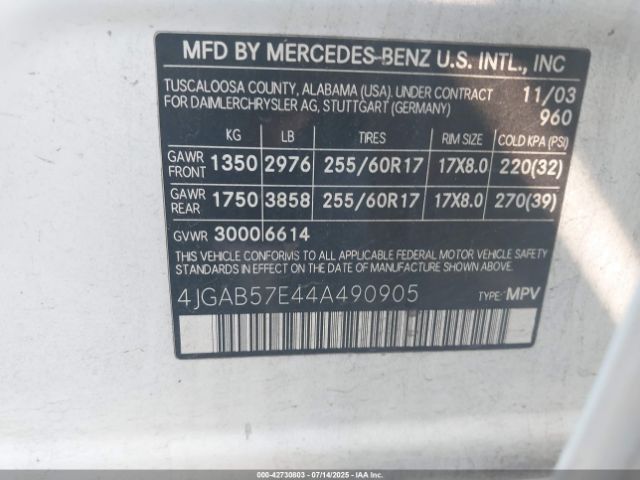 MFD BY MERCEDES-BENZ U.S. INTL., INC
TUSCALOOSA COUNTY, ALABAMA (USA). UNDER CONTRACT 11/03
FOR DAIMLERCHRYSLER AG, STUTTGART (GERMANY) 960
KG LB TIRES RIM SIZE COLD KPA (PSI)
GAWR FRONT 1350 2976 255/60R17 17X8.0 220(32)
GAWR REAR 1750 3858 255/60R17 17X8.0 270(39)
GVWR 3000 6614
THIS VEHICLE CONFORMS TO ALL APPLICABLE FEDERAL MOTOR VEHICLE SAFETY
STANDARDS IN EFFECT ON THE DATE OF MANUFACTURE SHOWN ABOVE.
4JGAB57E44A490905 TYPE: MPV
000-42730803 - 07/14/2025 - IAAI.COM